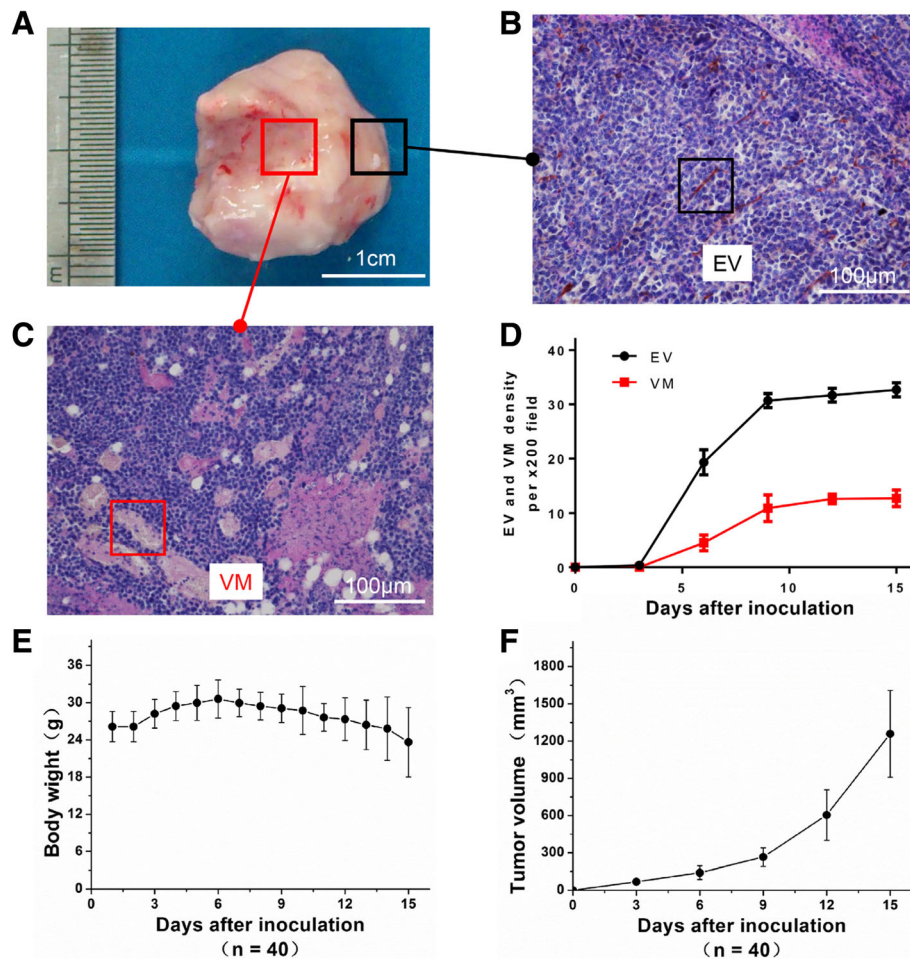 A
1cm
B
EV
100μm
C
VM
100μm
D
EV
VM
EV and VM density
per x200 field
40
30
20
10
0
0
5
10
15
Days after inoculation
E
Body wight（g）
36
30
24
18
12
6
0
0
3
6
9
12
15
Days after inoculation
（n = 40）
F
Tumor volume（mm³）
1800
1500
1200
900
600
300
0
0
3
6
9
12
15
Days after inoculation
（n = 40）